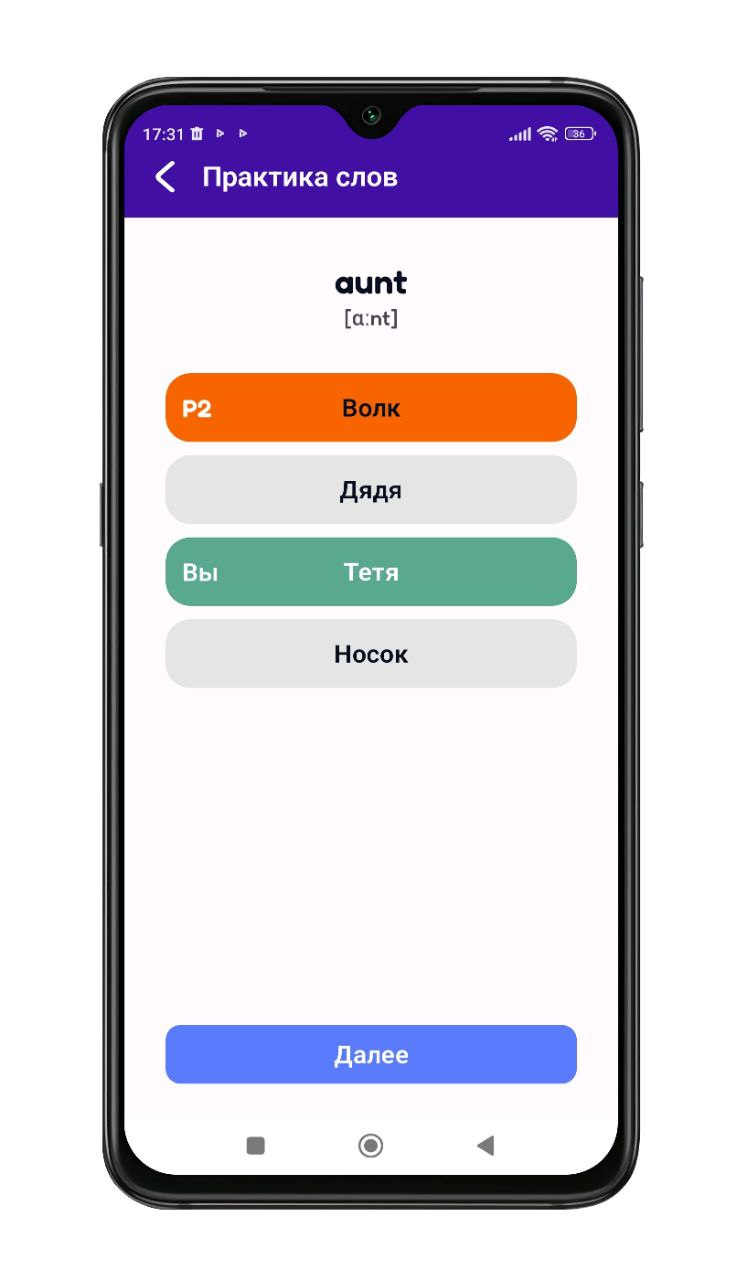 17:31
36
Практика слов
aunt
[ɑːnt]
P2 Волк
Дядя
Вы Тетя
Носок
Далее